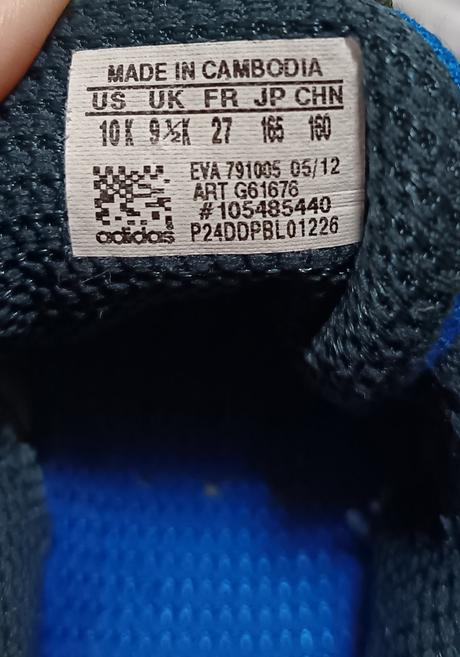 MADE IN CAMBODIA
US UK FR JP CHN
10K 9½K 27 165 160
EVA 791005 05/12
ART G61676
#105485440
adidas P24DDPBL01226